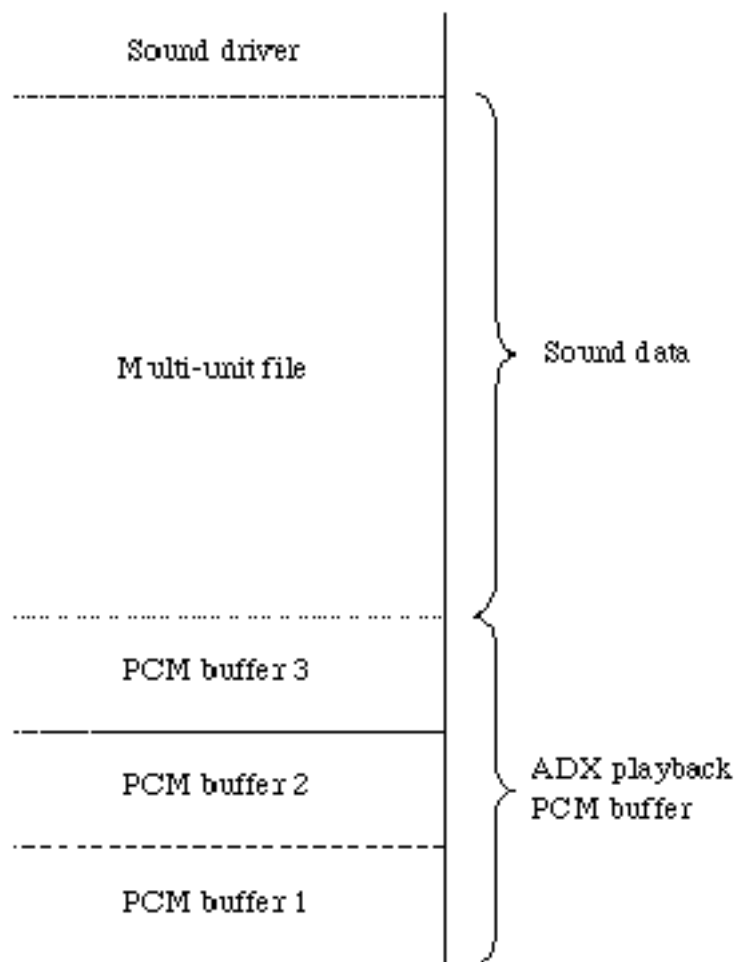 Sound driver
Multi-unit file
Sound data
PCM buffer 3
PCM buffer 2
ADX playback
PCM buffer
PCM buffer 1